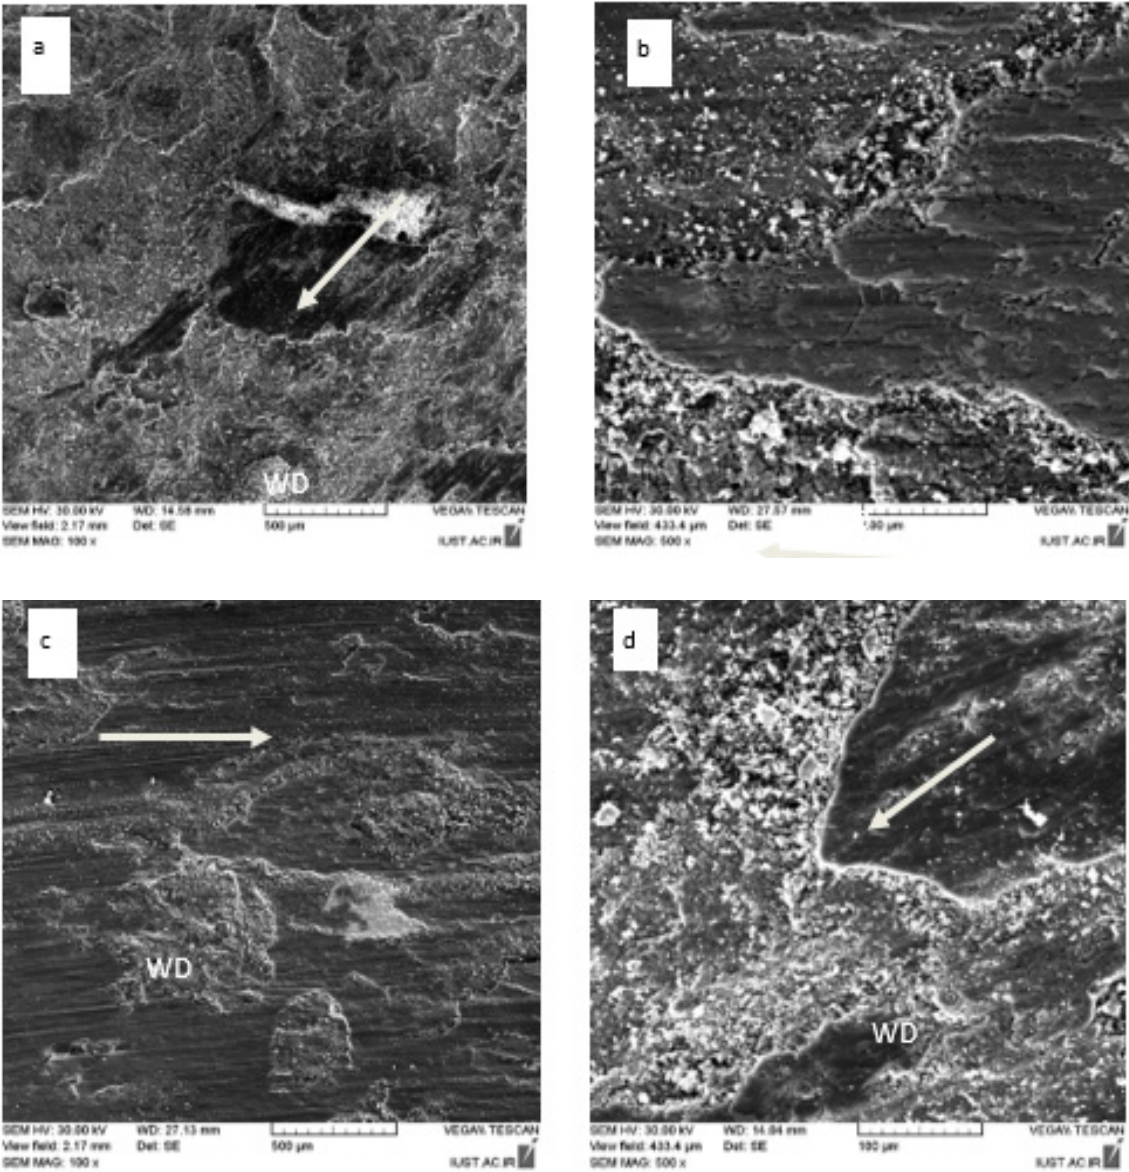 a
WD
SEM HV: 30.00 kV WD: 14.58 mm VEGA\\ TESCAN
View field: 2.17 mm Det: SE 500 µm
SEM MAG: 100 x IUST.AC.IR
b
SEM HV: 30.00 kV WD: 27.57 mm VEGA\\ TESCAN
View field: 433.4 µm Det: SE 100 µm
SEM MAG: 500 x IUST.AC.IR
c
WD
SEM HV: 30.00 kV WD: 27.13 mm VEGA\\ TESCAN
View field: 2.17 mm Det: SE 500 µm
SEM MAG: 100 x IUST.AC.IR
d
WD
SEM HV: 30.00 kV WD: 14.04 mm VEGA\\ TESCAN
View field: 433.4 µm Det: SE 100 µm
SEM MAG: 500 x IUST.AC.IR